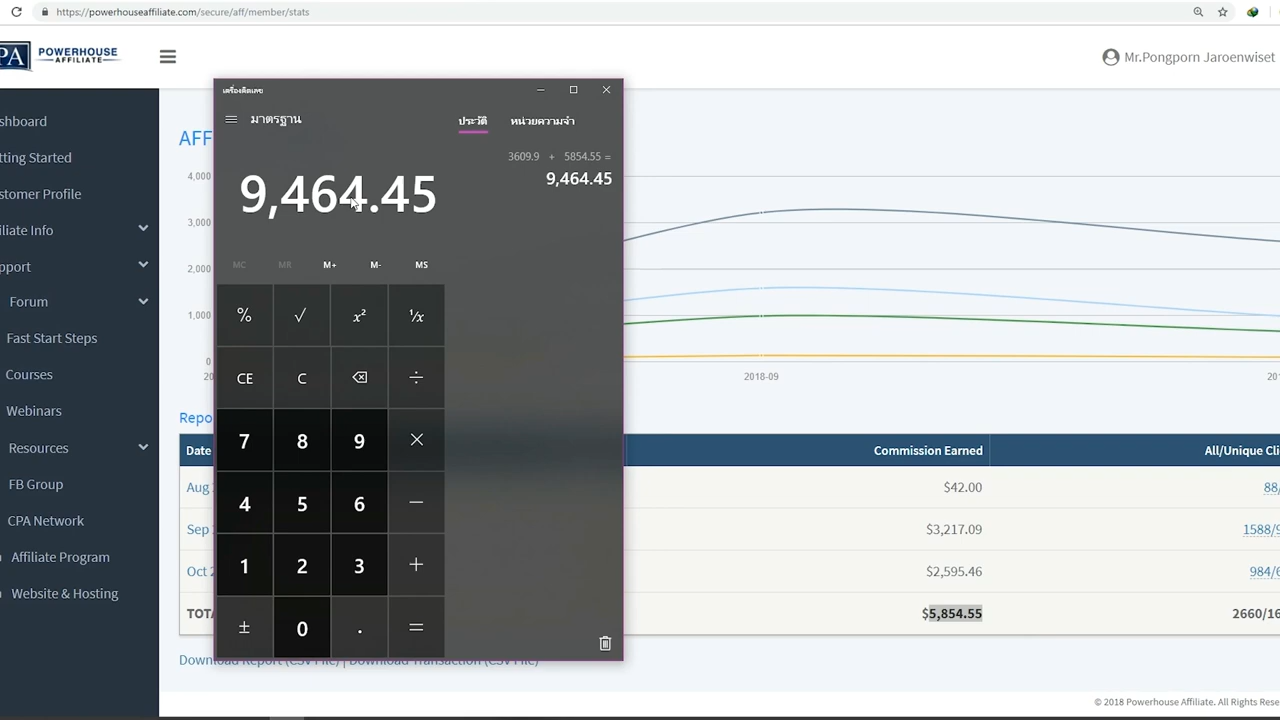 https://powerhouseaffiliate.com/secure/aff/member/stats
PA POWERHOUSE
AFFILIATE
Mr.Pongporn Jaroenwiset
shboard
tting Started
stomer Profile
iliate Info
pport
Forum
Fast Start Steps
Courses
Webinars
Resources
FB Group
CPA Network
Affiliate Program
Website & Hosting
เครื่องคิดเลข
มาตรฐาน
ประวัติ หน่วยความจำ
3609.9 + 5854.55 =
9,464.45
9,464.45
MC MR M+ M- MS
% √ x² ¹/x
CE C ⌫ ÷
7 8 9 ×
4 5 6 −
1 2 3 +
± 0 . =
AFF
4,000
3,000
2,000
1,000
0
20
2018-09
20
Repo
Date Commission Earned All/Unique Cli
Aug $42.00 88/
Sep $3,217.09 1588/9
Oct 2 $2,595.46 984/6
TOTA $5,854.55 2660/16
Download Report (CSV File) | Download Transaction (CSV File)
© 2018 Powerhouse Affiliate. All Rights Rese